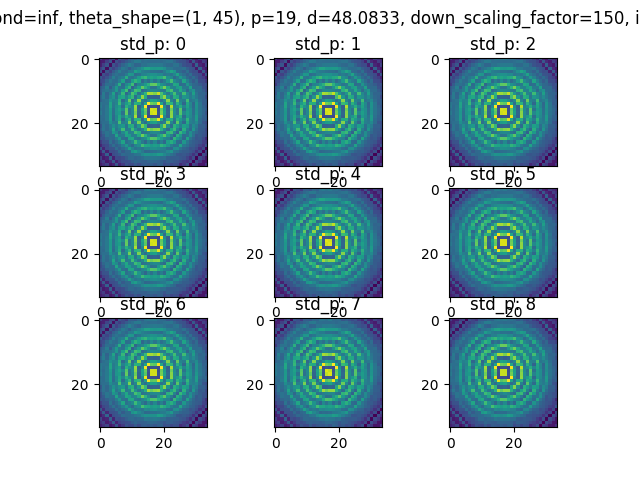 ond=inf, theta_shape=(1, 45), p=19, d=48.0833, down_scaling_factor=150, i
std_p: 0 std_p: 1 std_p: 2
0 0 0
20 20 20
0 20 0 20 0 20
std_p: 3 std_p: 4 std_p: 5
0 0 0
20 20 20
0 20 0 20 0 20
std_p: 6 std_p: 7 std_p: 8
0 0 0
20 20 20
0 20 0 20 0 20